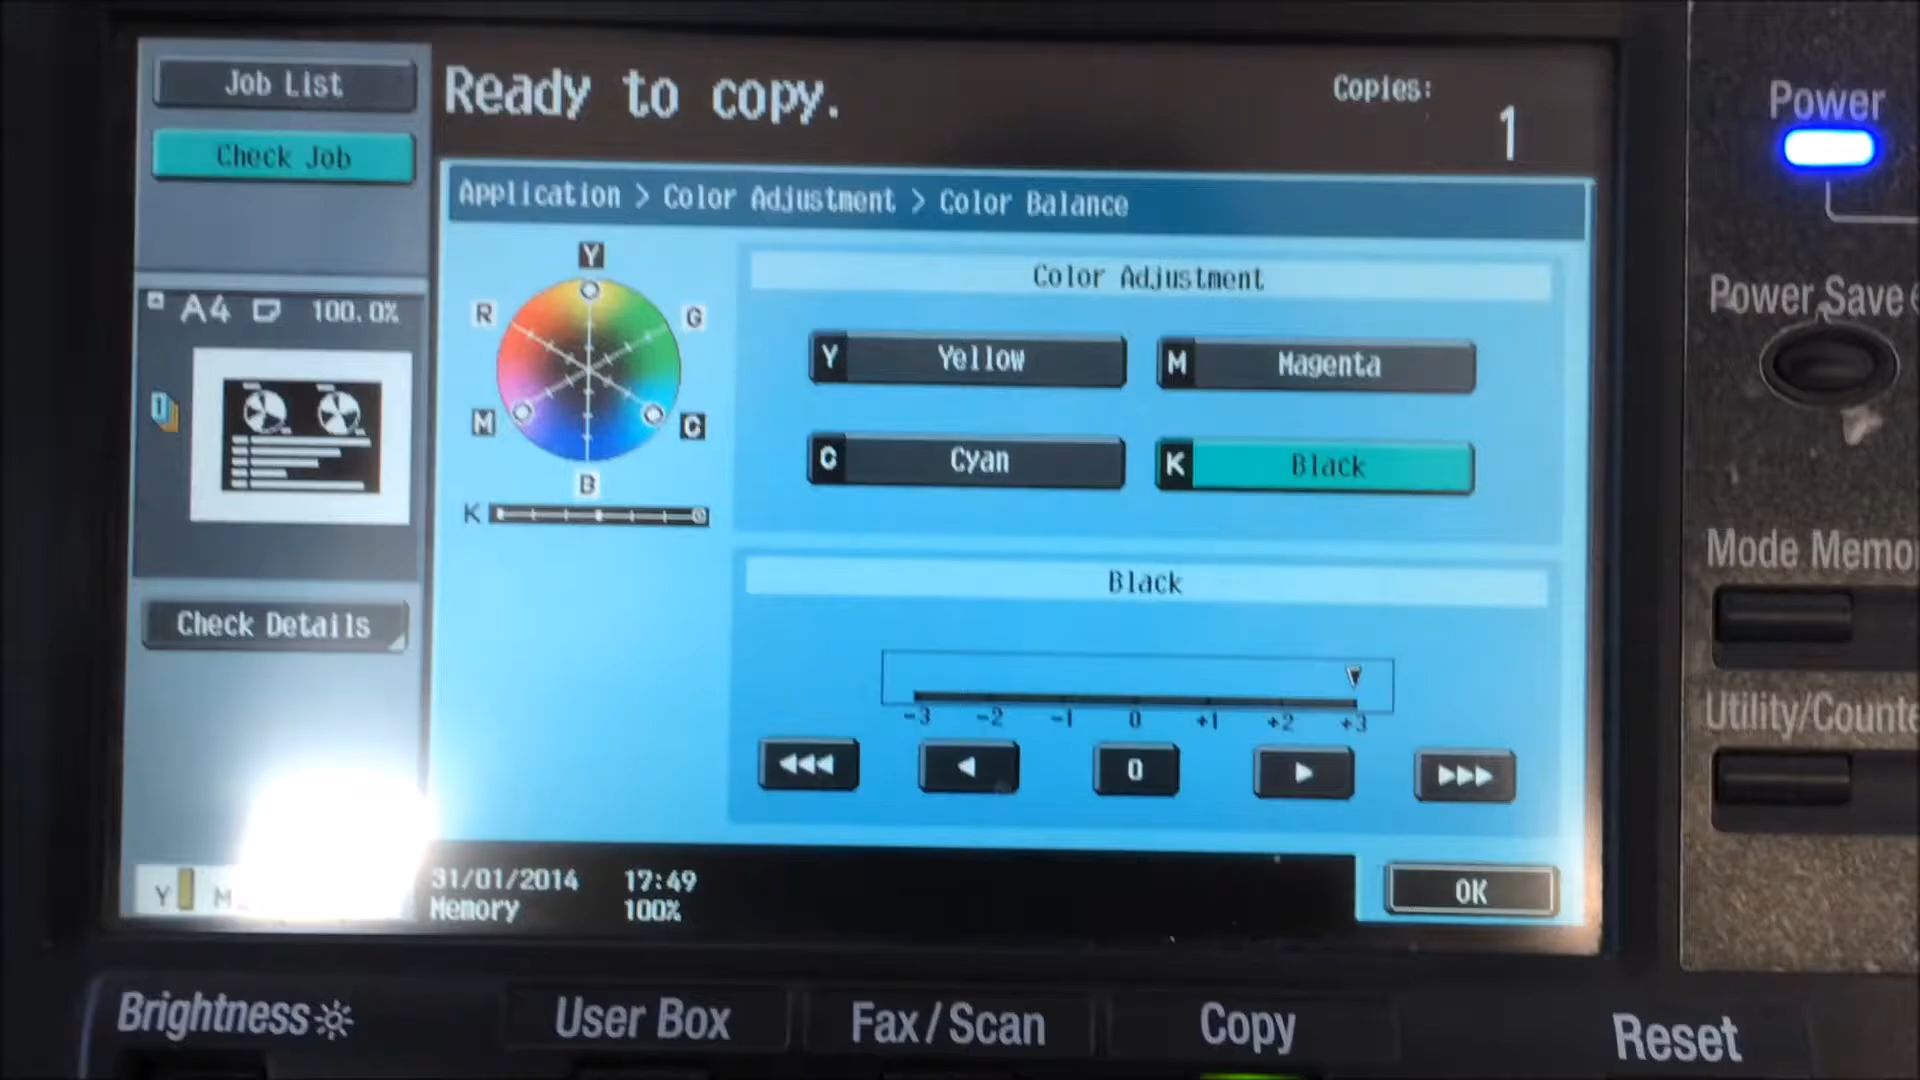 Job List
Check Job
Ready to copy.
Copies:
1
Application > Color Adjustment > Color Balance
A4 100.0%
1
Check Details
Y
R
G
M
C
B
K
Color Adjustment
Y Yellow
M Magenta
C Cyan
K Black
Black
-3 -2 -1 0 +1 +2 +3
0
OK
Y M
31/01/2014 17:49
Memory 100%
Power
Power Save
Mode Memo
Utility/Counte
Brightness
User Box
Fax/Scan
Copy
Reset